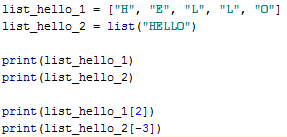 list_hello_1 = ["H", "E", "L", "L", "O"]
list_hello_2 = list("HELLO")
print(list_hello_1)
print(list_hello_2)
print(list_hello_1[2])
print(list_hello_2[-3])